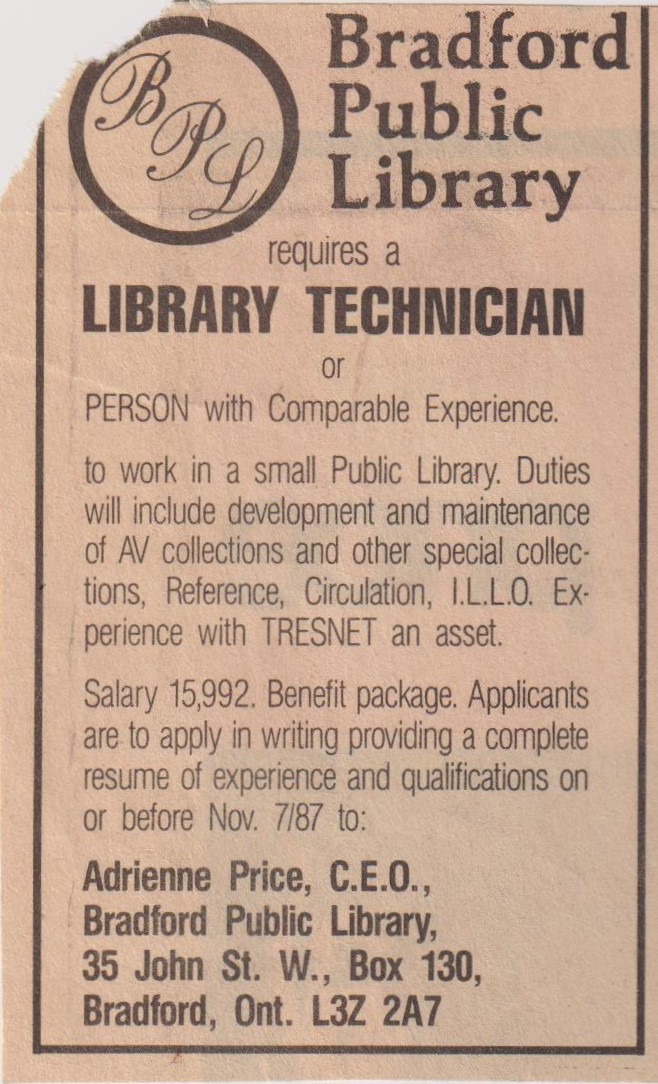 BPL
Bradford
Public
Library
requires a
LIBRARY TECHNICIAN
or
PERSON with Comparable Experience.
to work in a small Public Library. Duties
will include development and maintenance
of AV collections and other special collec-
tions, Reference, Circulation, I.L.L.O. Ex-
perience with TRESNET an asset.
Salary 15,992. Benefit package. Applicants
are to apply in writing providing a complete
resume of experience and qualifications on
or before Nov. 7/87 to:
Adrienne Price, C.E.O.,
Bradford Public Library,
35 John St. W., Box 130,
Bradford, Ont. L3Z 2A7